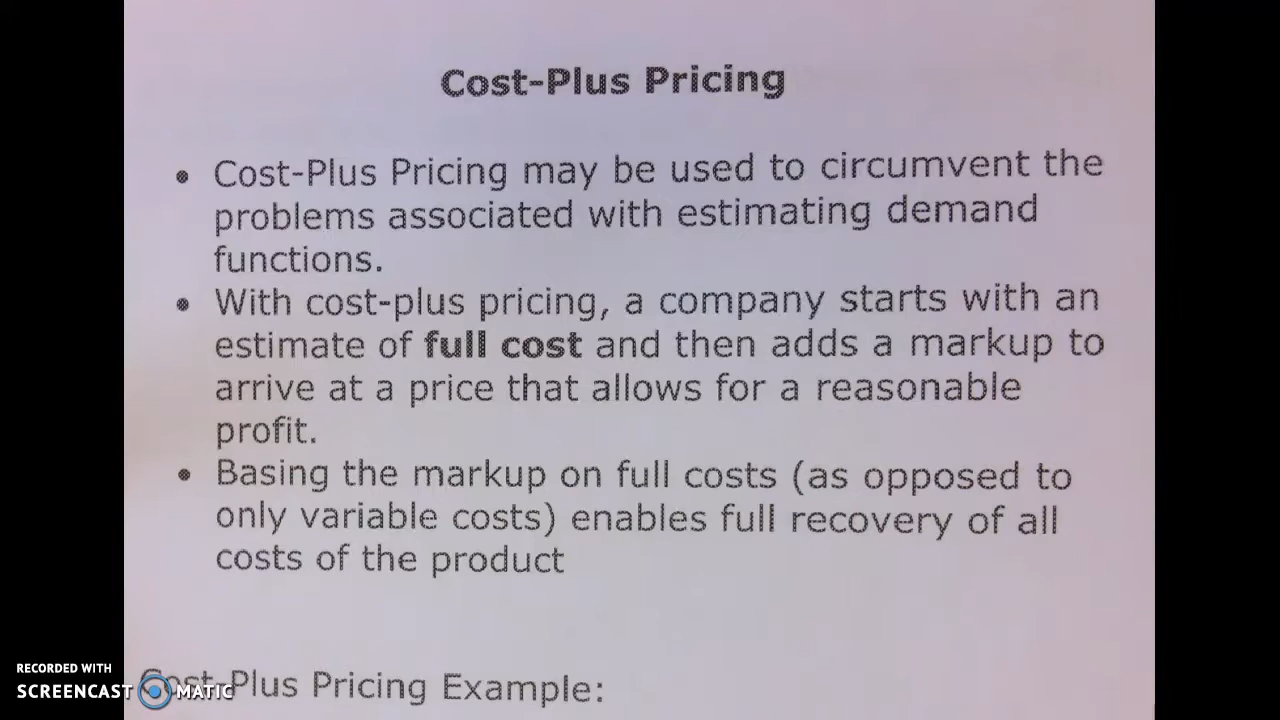 Cost-Plus Pricing
• Cost-Plus Pricing may be used to circumvent the
problems associated with estimating demand
functions.
• With cost-plus pricing, a company starts with an
estimate of full cost and then adds a markup to
arrive at a price that allows for a reasonable
profit.
• Basing the markup on full costs (as opposed to
only variable costs) enables full recovery of all
costs of the product
Cost-Plus Pricing Example:
RECORDED WITH
SCREENCAST MATIC